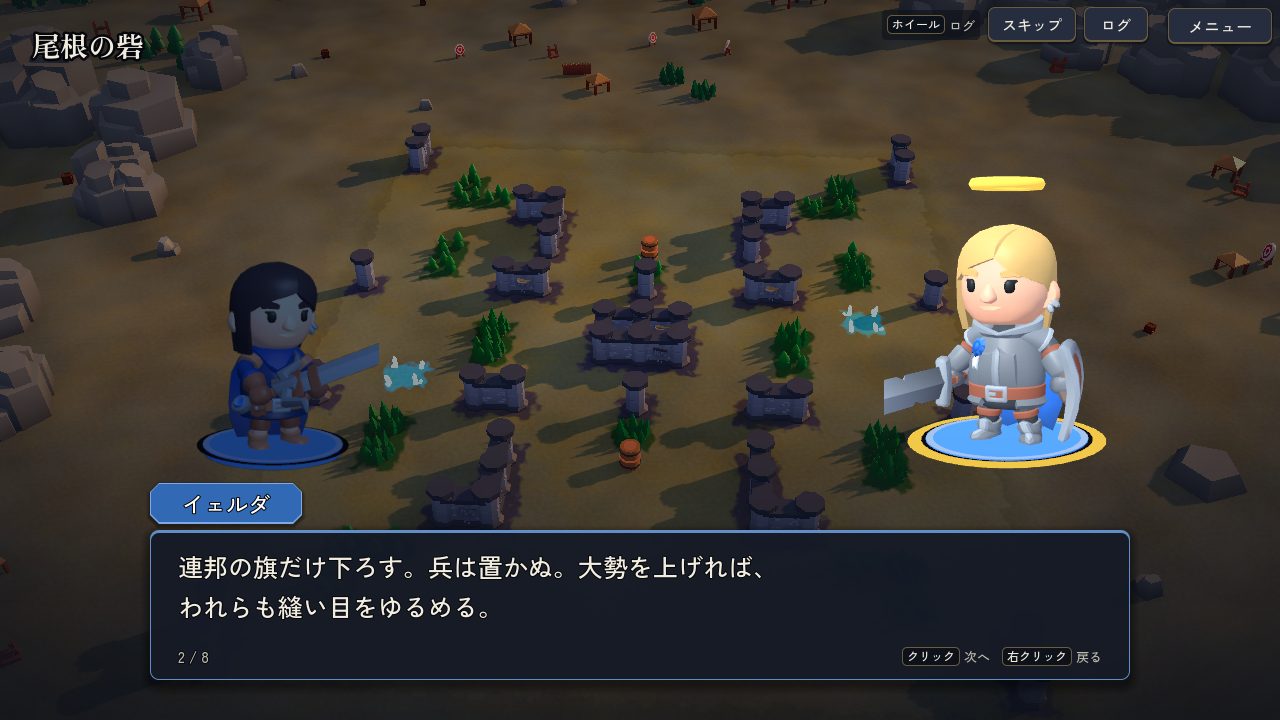 尾根の砦
ホイール ログ
スキップ
ログ
メニュー
イェルダ
連邦の旗だけ下ろす。兵は置かぬ。大勢を上げれば、
われらも縫い目をゆるめる。
2 / 8
クリック 次へ 右クリック 戻る